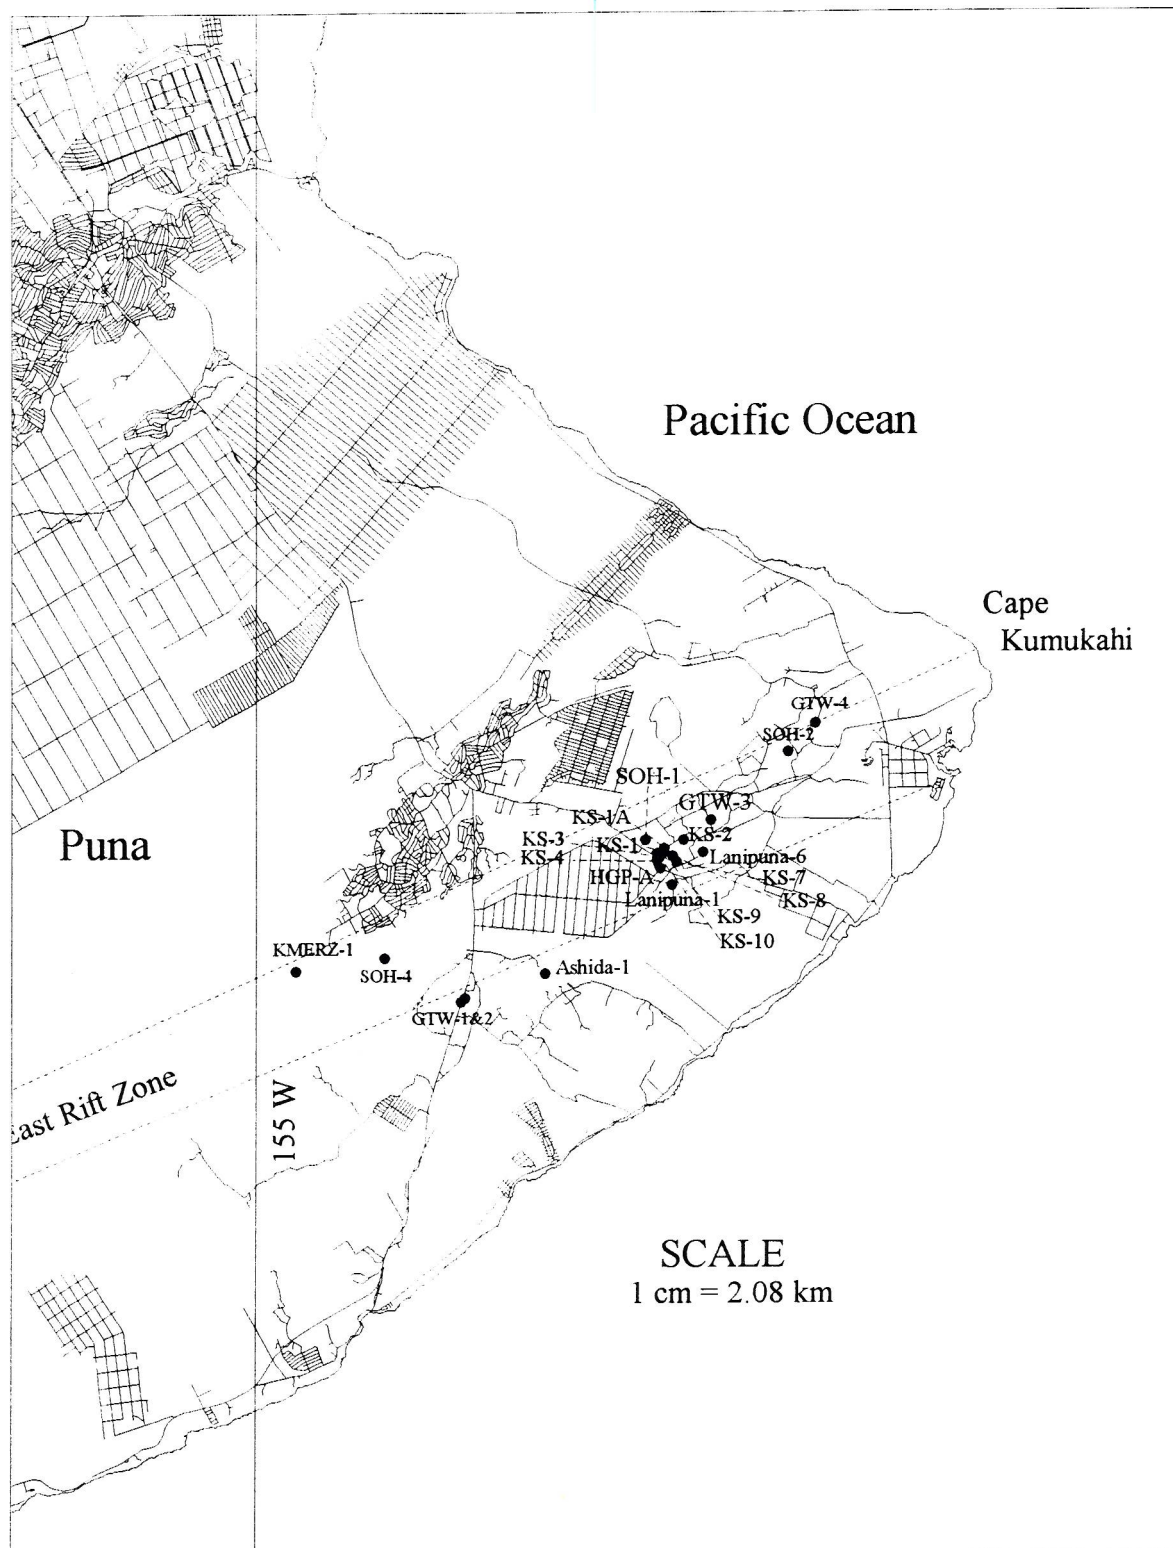 Pacific Ocean
Cape
Kumukahi
GTW-4
SOH-2
SOH-1
GTW-3
KS-1A
KS-3
KS-1
KS-2
KS-4
Lanipuna-6
HGP-A
KS-7
Lanipuna-1
KS-8
KS-9
KS-10
Puna
KMERZ-1
SOH-4
Ashida-1
GTW-1&2
East Rift Zone
155 W
SCALE
1 cm = 2.08 km